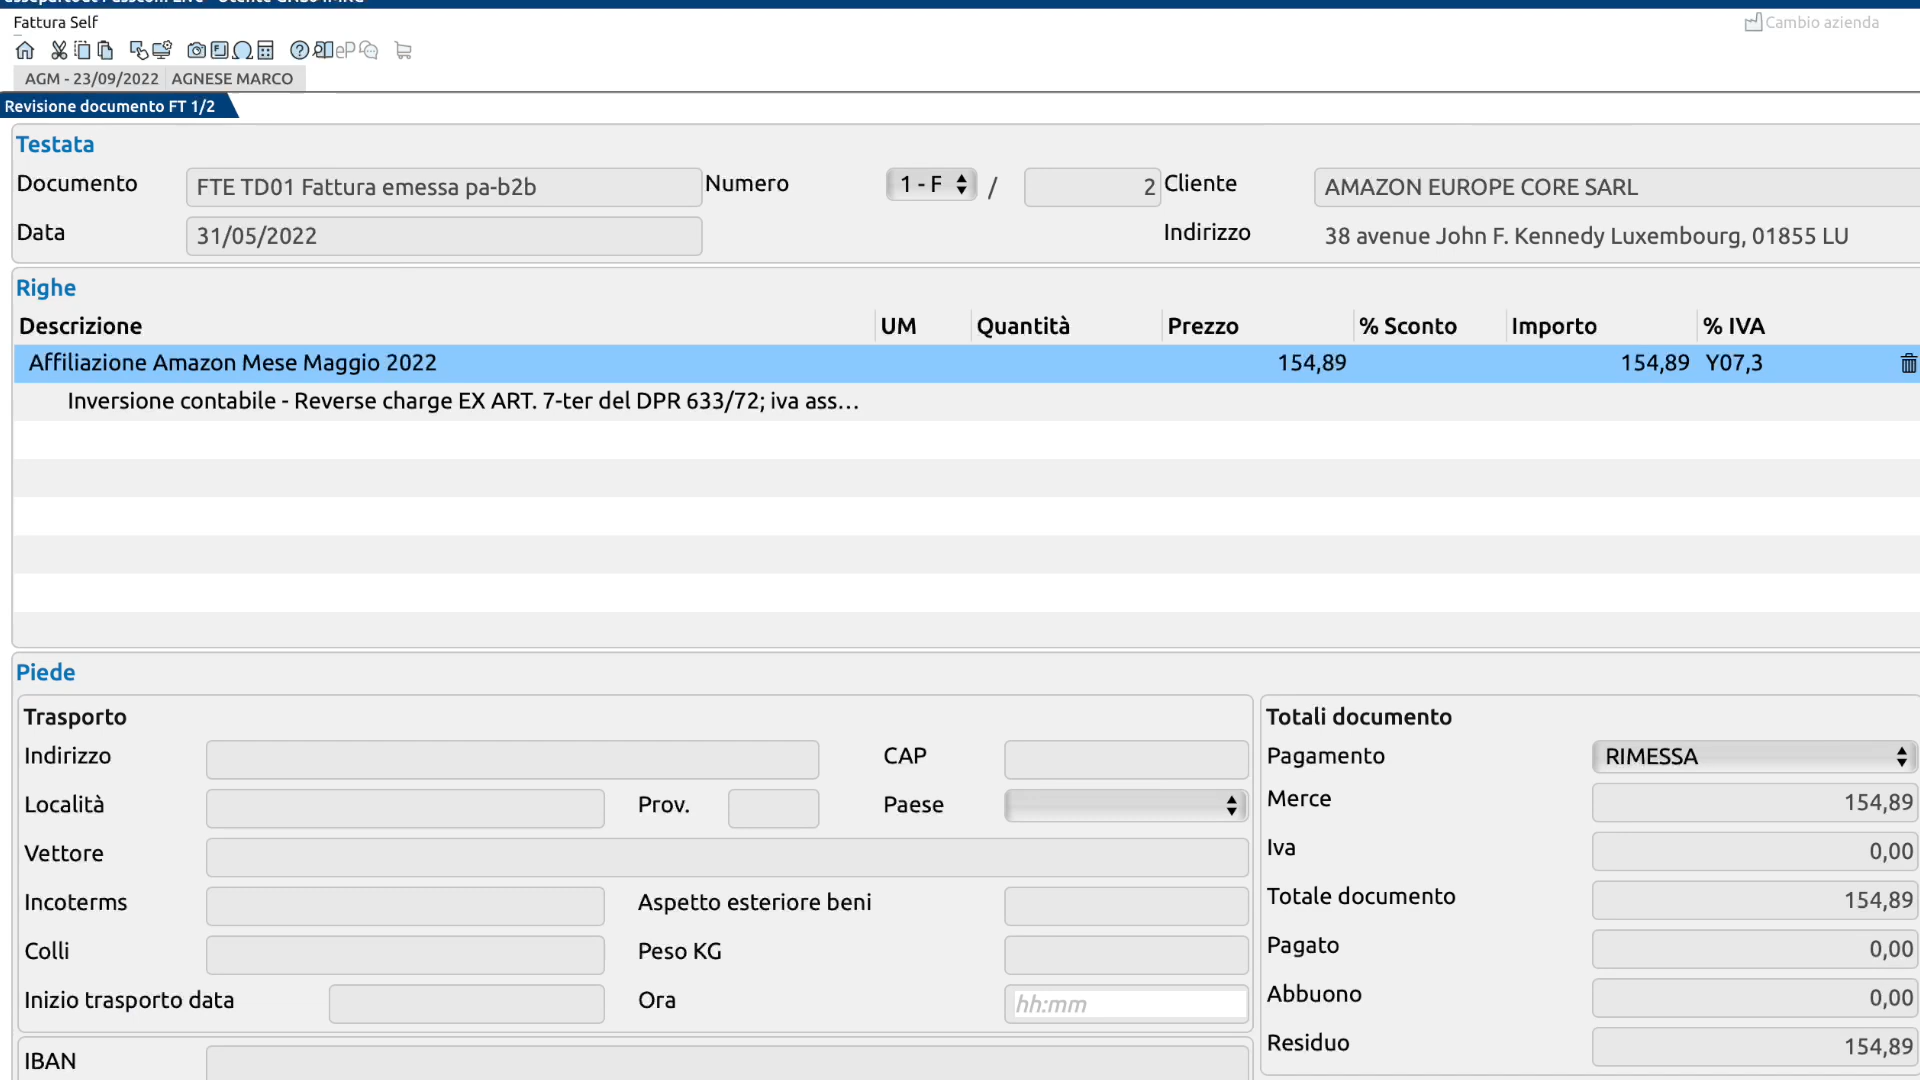 Fattura Self
Cambio azienda
AGM - 23/09/2022 AGNESE MARCO
Revisione documento FT 1/2
Testata
Documento FTE TD01 Fattura emessa pa-b2b Numero 1 - F / 2 Cliente AMAZON EUROPE CORE SARL
Data 31/05/2022 Indirizzo 38 avenue John F. Kennedy Luxembourg, 01855 LU
Righe
Descrizione UM Quantità Prezzo % Sconto Importo % IVA
Affiliazione Amazon Mese Maggio 2022 154,89 154,89 Y07,3
Inversione contabile - Reverse charge EX ART. 7-ter del DPR 633/72; iva ass...
Piede
Trasporto
Indirizzo CAP
Località Prov. Paese
Vettore
Incoterms Aspetto esteriore beni
Colli Peso KG
Inizio trasporto data Ora hh:mm
IBAN
Totali documento
Pagamento RIMESSA
Merce 154,89
Iva 0,00
Totale documento 154,89
Pagato 0,00
Abbuono 0,00
Residuo 154,89